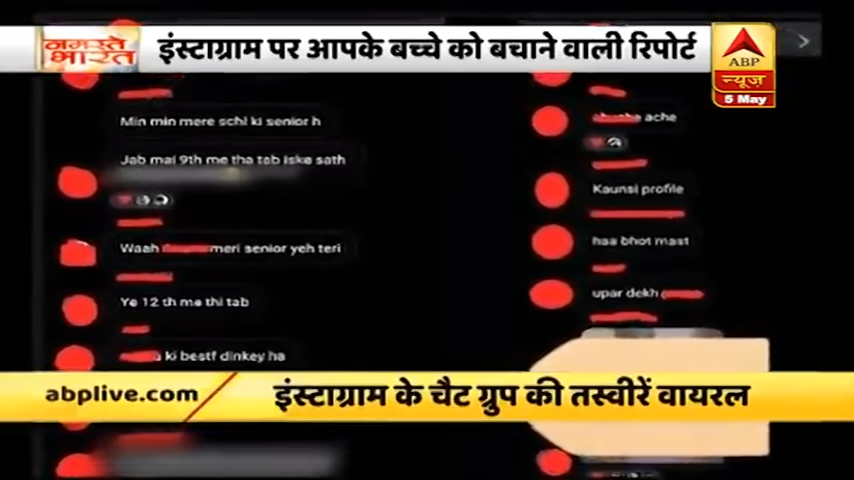 नमस्ते
भारत
इंस्टाग्राम पर आपके बच्चे को बचाने वाली रिपोर्ट
ABP
न्यूज़
5 May
Min min mere schl ki senior h
Jab mai 9th me tha tab iske sath
Waah meri senior yeh teri
Ye 12 th me thi tab
ki bestf dinkey ha
ache
Kaunsi profile
haa bhot mast
upar dekh
abplive.com
इंस्टाग्राम के चैट ग्रुप की तस्वीरें वायरल